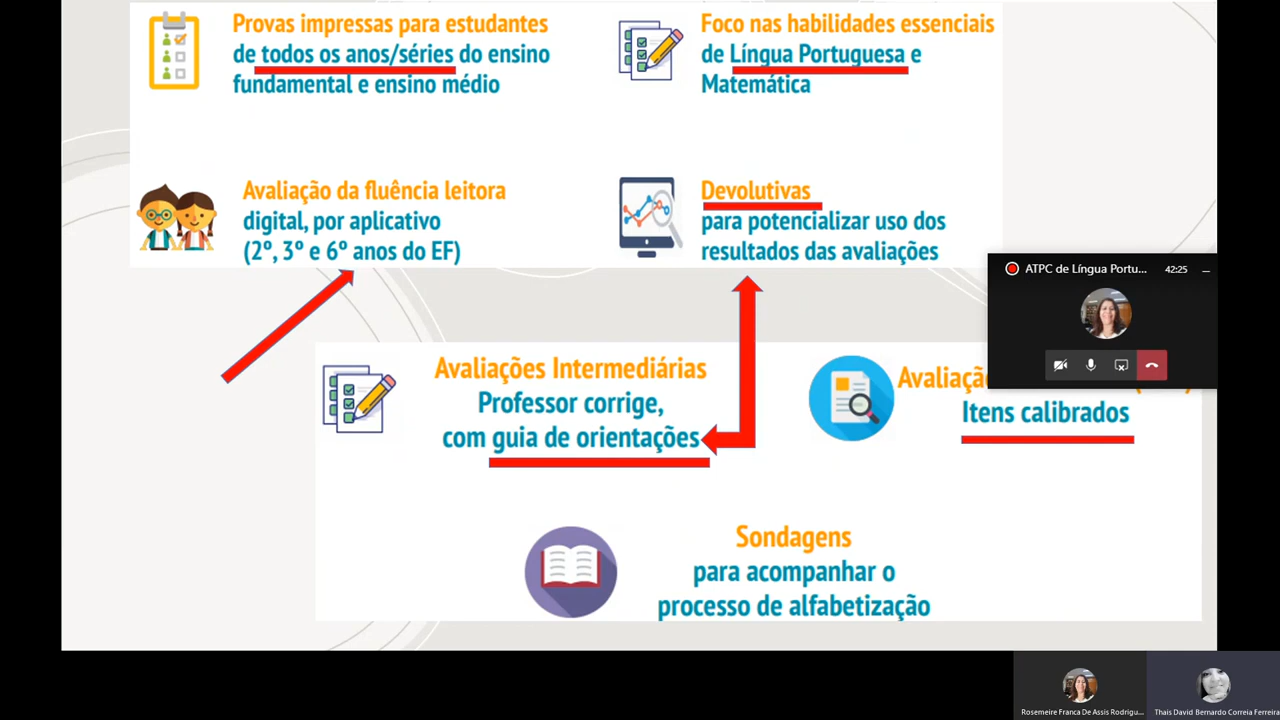 Provas impressas para estudantes
de todos os anos/séries do ensino
fundamental e ensino médio
Foco nas habilidades essenciais
de Língua Portuguesa e
Matemática
Avaliação da fluência leitora
digital, por aplicativo
(2º, 3º e 6º anos do EF)
Devolutivas
para potencializar uso dos
resultados das avaliações
ATPC de Língua Portu...
42:25
Avaliações Intermediárias
Professor corrige,
com guia de orientações
Itens calibrados
Sondagens
para acompanhar o
processo de alfabetização
Rosemeire Franca De Assis Rodrigu...
Thais David Bernardo Correia Ferreira